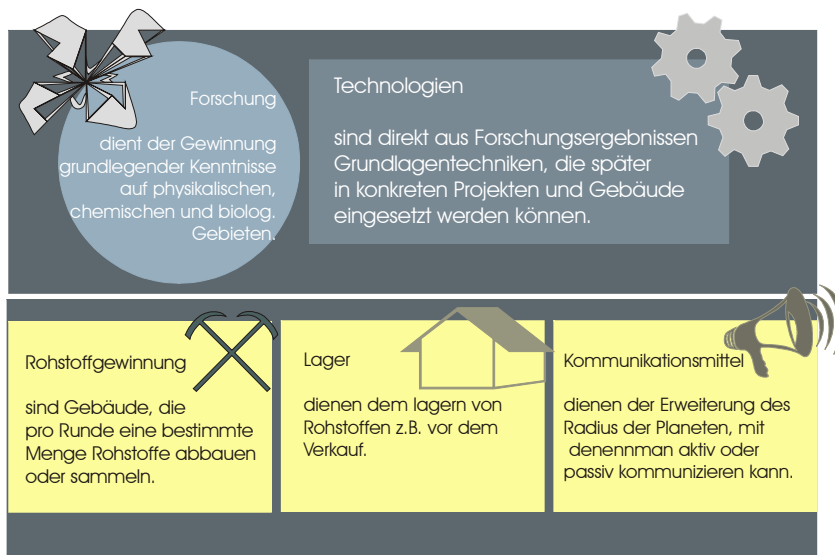 Forschung
dient der Gewinnung
grundlegender Kenntnisse
auf physikalischen,
chemischen und biolog.
Gebieten.
Technologien
sind direkt aus Forschungsergebnissen
Grundlagentechniken, die später
in konkreten Projekten und Gebäude
eingesetzt werden können.
Rohstoffgewinnung
sind Gebäude, die
pro Runde eine bestimmte
Menge Rohstoffe abbauen
oder sammeln.
Lager
dienen dem lagern von
Rohstoffen z.B. vor dem
Verkauf.
Kommunikationsmittel
dienen der Erweiterung des
Radius der Planeten, mit
denennman aktiv oder
passiv kommunizieren kann.